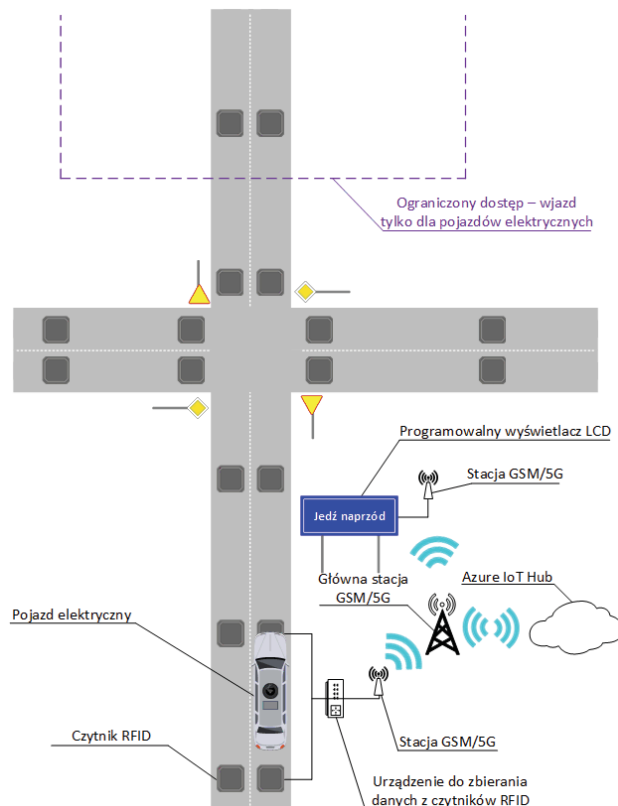 Ograniczony dostęp – wjazd
tylko dla pojazdów elektrycznych
Programowalny wyświetlacz LCD
Stacja GSM/5G
Jedź naprzód
Główna stacja
GSM/5G
Azure IoT Hub
Pojazd elektryczny
Czytnik RFID
Stacja GSM/5G
Urządzenie do zbierania
danych z czytników RFID